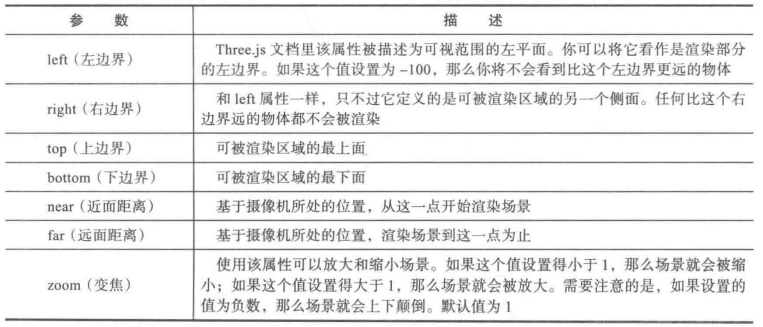 参 数 描 述
left（左边界） Three.js 文档里该属性被描述为可视范围的左平面。你可以将它看作是渲染部分
的左边界。如果这个值设置为 –100，那么你将不会看到比这个左边界更远的物体
right（右边界） 和 left 属性一样，只不过它定义的是可被渲染区域的另一个侧面。任何比这个右
边界远的物体都不会被渲染
top（上边界） 可被渲染区域的最上面
bottom（下边界） 可被渲染区域的最下面
near（近面距离） 基于摄像机所处的位置，从这一点开始渲染场景
far（远面距离） 基于摄像机所处的位置，渲染场景到这一点为止
zoom（变焦） 使用该属性可以放大和缩小场景。如果这个值设置得小于 1，那么场景就会被缩
小；如果这个值设置得大于 1，那么场景就会被放大。需要注意的是，如果设置的
值为负数，那么场景就会上下颠倒。默认值为 1